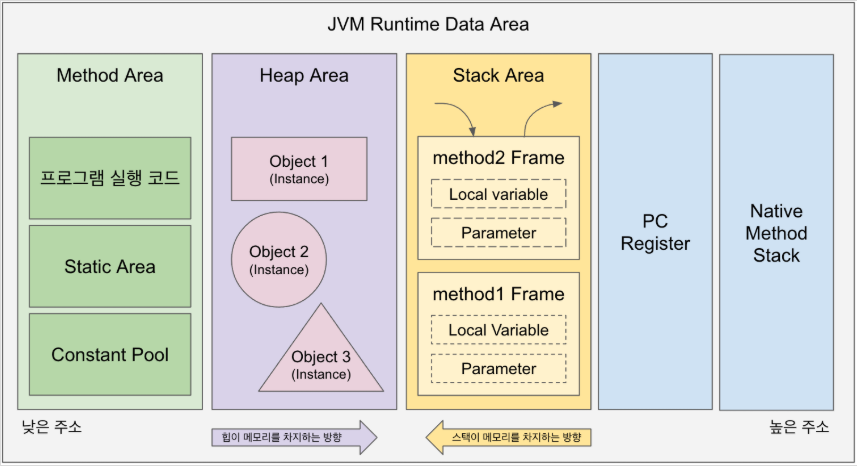 JVM Runtime Data Area
Method Area
프로그램 실행 코드
Static Area
Constant Pool
Heap Area
Object 1
(Instance)
Object 2
(Instance)
Object 3
(Instance)
Stack Area
method2 Frame
Local variable
Parameter
method1 Frame
Local Variable
Parameter
PC
Register
Native
Method
Stack
낮은 주소
힙이 메모리를 차지하는 방향
스택이 메모리를 차지하는 방향
높은 주소